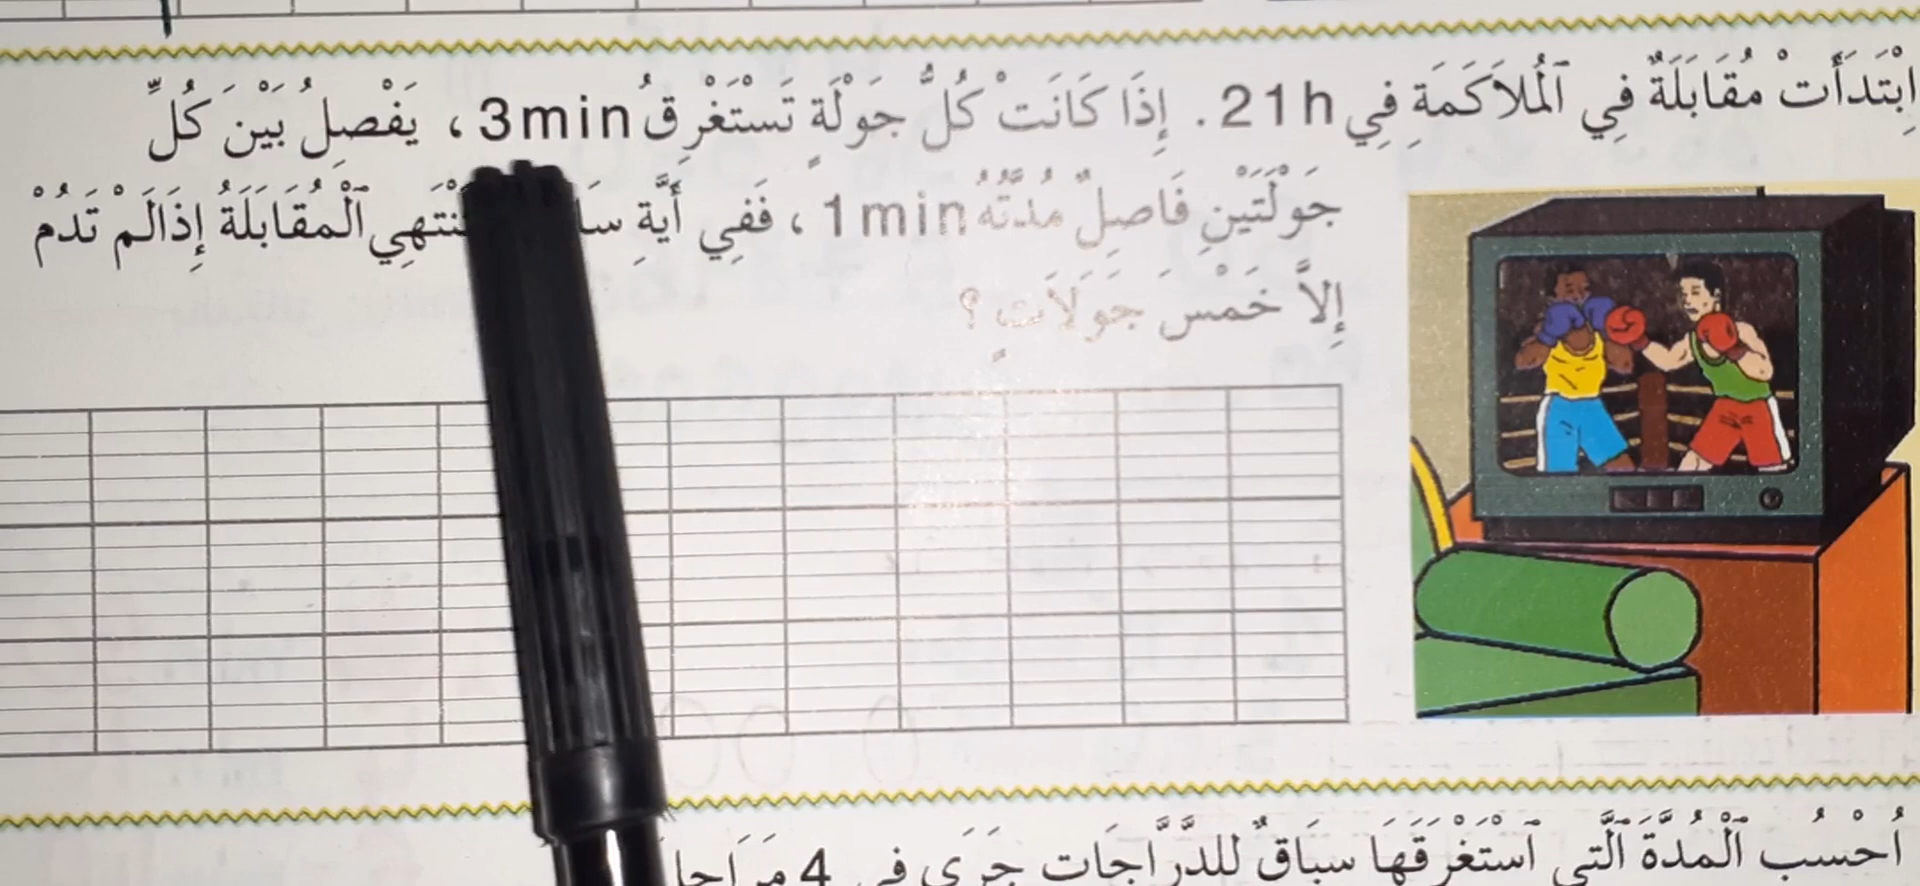 اِبْتَدَأَتْ مُقَابَلَةٌ فِي ٱلْمُلَاكَمَةِ فِي 21h. إِذَا كَانَتْ كُلُّ جَوْلَةٍ تَسْتَغْرِقُ 3min، يَفْصِلُ بَيْنَ كُلِّ
جَوْلَتَيْنِ فَاصِلٌ مُدَّتُهُ 1min، فَفِي أَيَّةِ تَنْتَهِي ٱلْمُقَابَلَةُ إِذَا لَمْ تَدُمْ
إِلَّا خَمْسَ جَوْلَاتٍ؟
اُحْسُبِ ٱلْمُدَّةَ ٱلَّتِي ٱسْتَغْرَقَهَا سِبَاقٌ لِلدَّرَّاجَاتِ جَرَى فِي 4